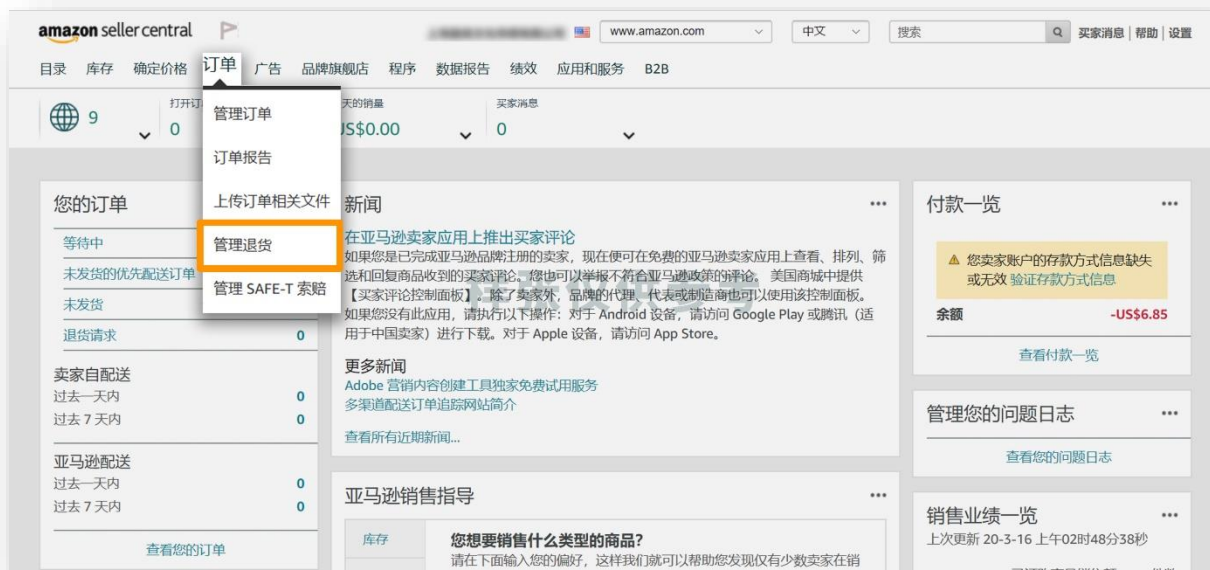 amazon seller central
www.amazon.com
中文
搜索
买家消息 | 帮助 | 设置
目录 库存 确定价格 订单 广告 品牌旗舰店 程序 数据报告 绩效 应用和服务 B2B
9
打开订
0
天的销量
US$0.00
买家消息
0
管理订单
订单报告
上传订单相关文件
管理退货
管理 SAFE-T 索赔
您的订单
等待中
未发货的优先配送订单
未发货
退货请求 0
卖家自配送
过去一天内 0
过去 7 天内 0
亚马逊配送
过去一天内 0
过去 7 天内 0
查看您的订单
新闻
在亚马逊卖家应用上推出买家评论
如果您是已完成亚马逊品牌注册的卖家，现在便可在免费的亚马逊卖家应用上查看、排列、筛
选和回复商品收到的买家评论。您也可以举报不符合亚马逊政策的评论。美国商城中提供
【买家评论控制面板】，除了卖家外，品牌的代理、代表或制造商也可以使用该控制面板。
如果您没有此应用，请执行以下操作：对于 Android 设备，请访问 Google Play 或腾讯（适
用于中国卖家）进行下载。对于 Apple 设备，请访问 App Store。
更多新闻
Adobe 营销内容创建工具独家免费试用服务
多渠道配送订单追踪网站简介
查看所有近期新闻...
亚马逊销售指导
库存
您想要销售什么类型的商品？
请在下面输入您的偏好，这样我们就可以帮助您发现仅有少数卖家在销
付款一览
您卖家账户的存款方式信息缺失
或无效 验证存款方式信息
余额 -US$6.85
查看付款一览
管理您的问题日志
查看您的问题日志
销售业绩一览
上次更新 20-3-16 上午02时48分38秒